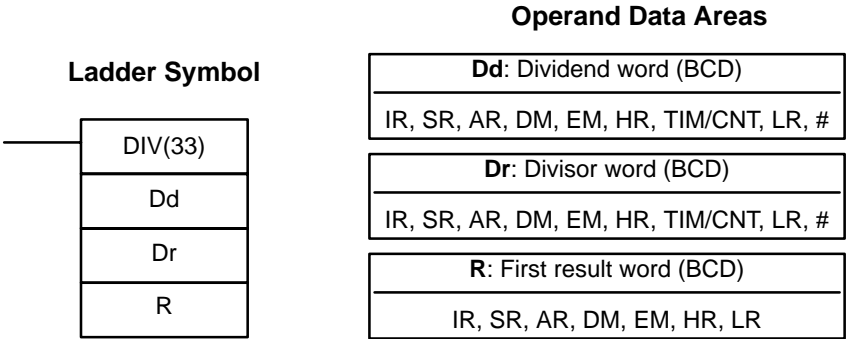 Operand Data Areas
Ladder Symbol
DIV(33)
Dd
Dr
R
Dd: Dividend word (BCD)
IR, SR, AR, DM, EM, HR, TIM/CNT, LR, #
Dr: Divisor word (BCD)
IR, SR, AR, DM, EM, HR, TIM/CNT, LR, #
R: First result word (BCD)
IR, SR, AR, DM, EM, HR, LR